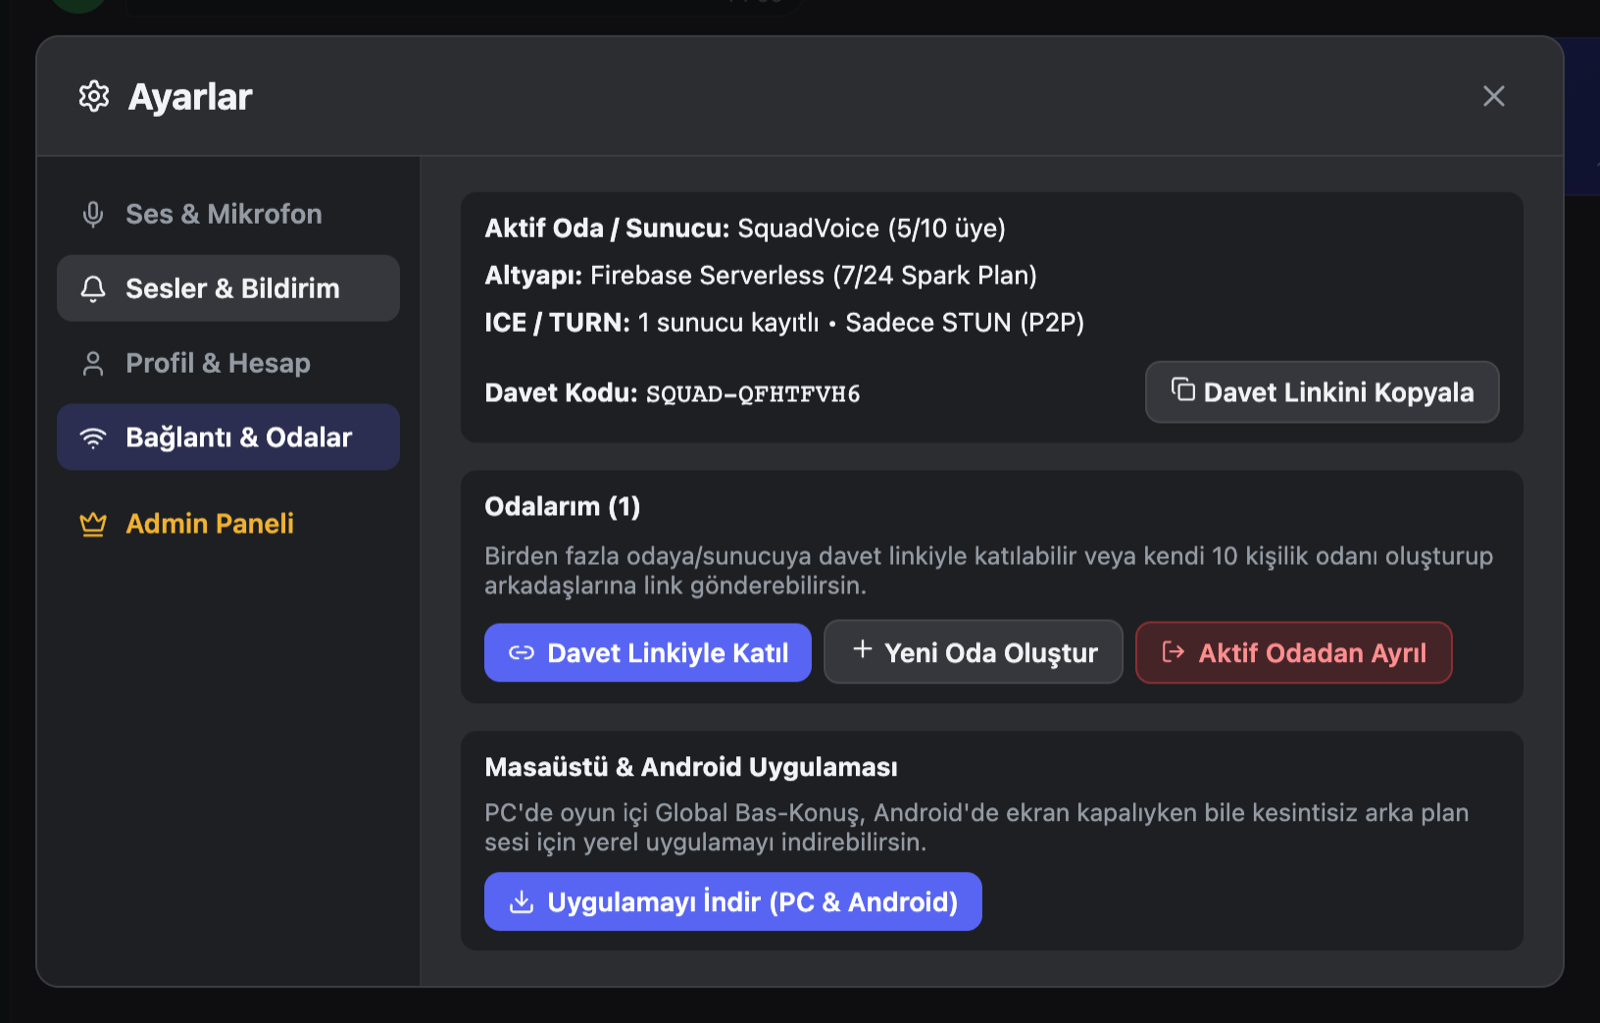 Ayarlar
Ses & Mikrofon
Sesler & Bildirim
Profil & Hesap
Bağlantı & Odalar
Admin Paneli
Aktif Oda / Sunucu: SquadVoice (5/10 üye)
Altyapı: Firebase Serverless (7/24 Spark Plan)
ICE / TURN: 1 sunucu kayıtlı • Sadece STUN (P2P)
Davet Kodu: SQUAD-QFHTFVH6
Davet Linkini Kopyala
Odalarım (1)
Birden fazla odaya/sunucuya davet linkiyle katılabilir veya kendi 10 kişilik odanı oluşturup
arkadaşlarına link gönderebilirsin.
Davet Linkiyle Katıl
Yeni Oda Oluştur
Aktif Odadan Ayrıl
Masaüstü & Android Uygulaması
PC'de oyun içi Global Bas-Konuş, Android'de ekran kapalıyken bile kesintisiz arka plan
sesi için yerel uygulamayı indirebilirsin.
Uygulamayı İndir (PC & Android)